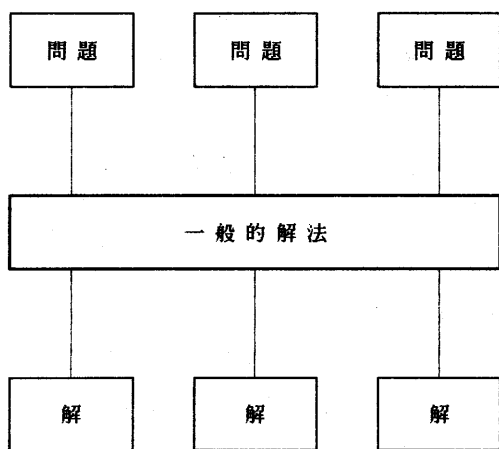 問題 問題 問題
一般的解法
解 解 解